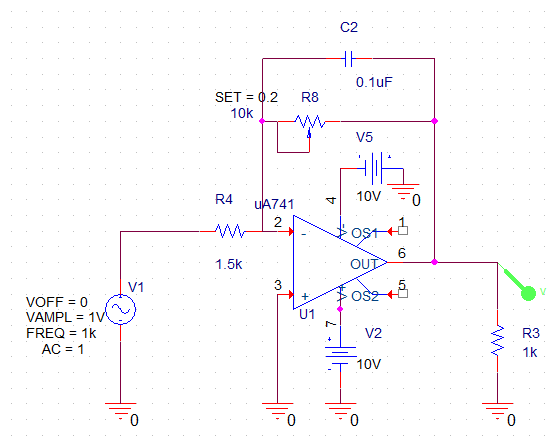 C2
0.1uF
SET = 0.2
R8
10k
V5
10V
0
R4
uA741
4
1
2
-
V-
OS1
6
OUT
1.5k
3
+
V+
OS2
5
U1
V1
VOFF = 0
VAMPL = 1V
FREQ = 1k
AC = 1
7
V2
10V
R3
1k
V
0
0
0
0